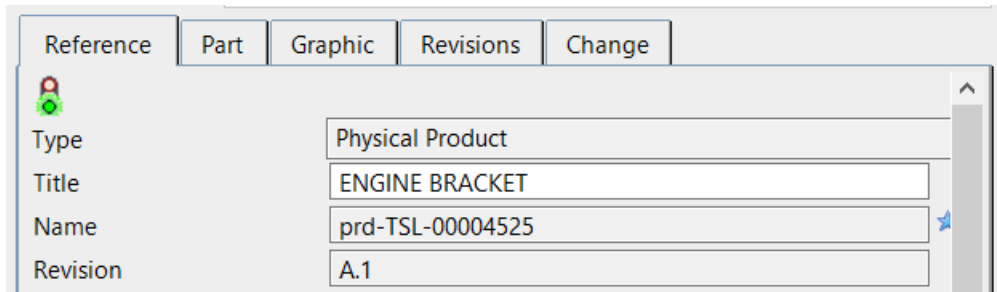 Reference Part Graphic Revisions Change
Type Physical Product
Title ENGINE BRACKET
Name prd-TSL-00004525
Revision A.1